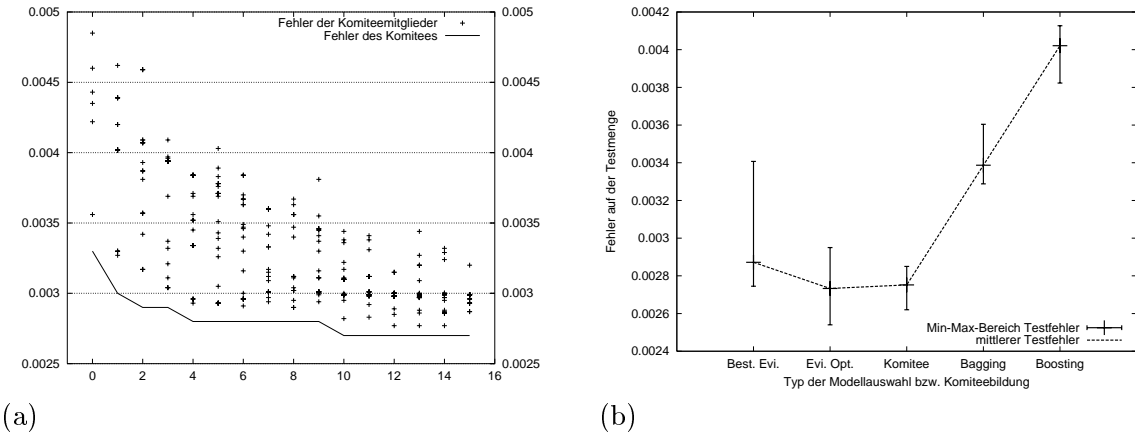 0.005
0.0045
0.004
0.0035
0.003
0.0025
Fehler der Komiteemitglieder
Fehler des Komitees
0.005
0.0045
0.004
0.0035
0.003
0.0025
0 2 4 6 8 10 12 14 16
(a)
0.0042
0.004
0.0038
0.0036
0.0034
0.0032
0.003
0.0028
0.0026
0.0024
Fehler auf der Testmenge
Min-Max-Bereich Testfehler
mittlerer Testfehler
Best. Evi. Evi. Opt. Komitee Bagging Boosting
Typ der Modellauswahl bzw. Komiteebildung
(b)